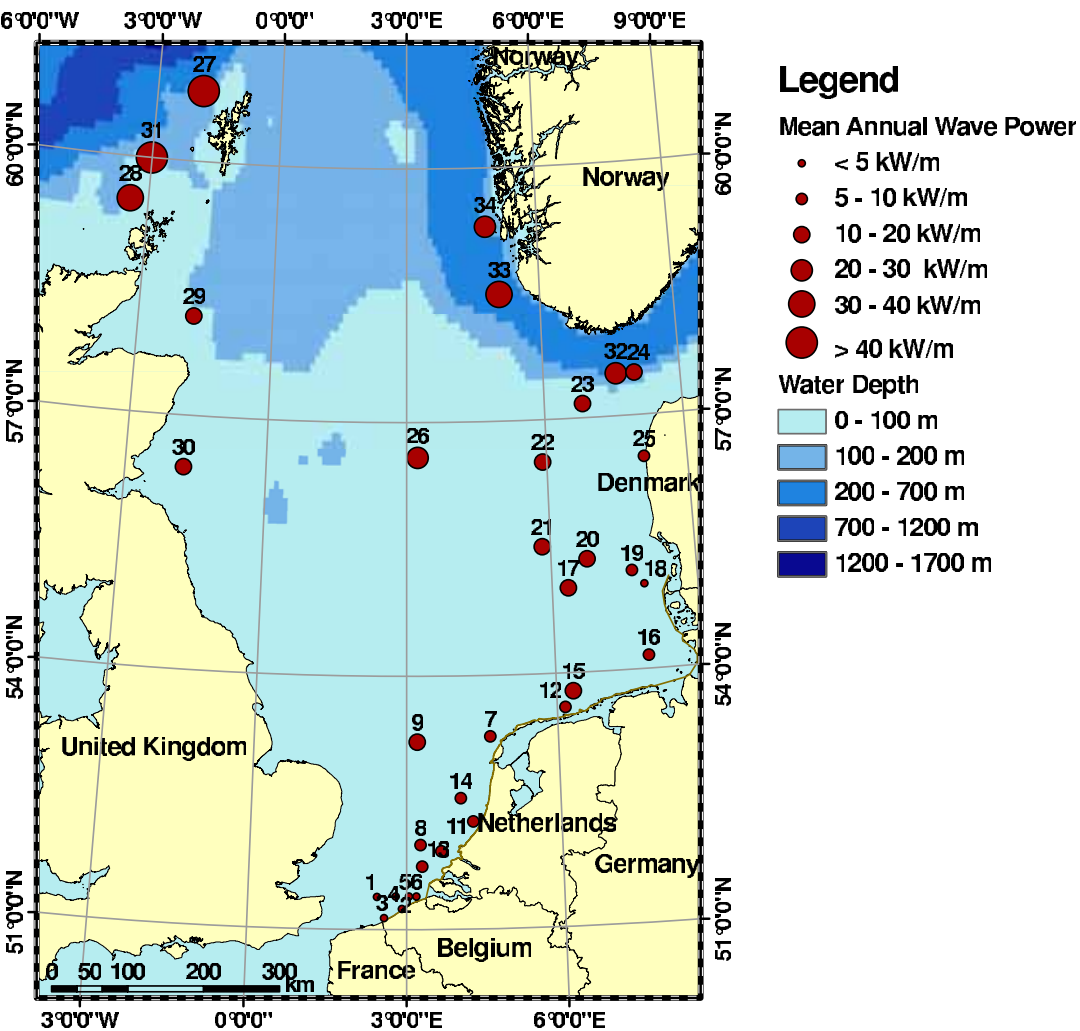 6°0'0"W 3°0'0"W 0°0'0" 3°0'0"E 6°0'0"E 9°0'0"E
Norway
27
Legend
Mean Annual Wave Power
60°0'0"N
31
60°0'0"N
< 5 kW/m
28
Norway
5 - 10 kW/m
34
10 - 20 kW/m
33
20 - 30 kW/m
29
30 - 40 kW/m
32 24
> 40 kW/m
23
Water Depth
57°0'0"N
57°0'0"N
0 - 100 m
30
26
22
25
100 - 200 m
Denmark
200 - 700 m
21
20
700 - 1200 m
17
19
18
1200 - 1700 m
16
54°0'0"N
54°0'0"N
15
12
9
7
United Kingdom
14
11
Netherlands
8
13
Germany
1
4
5
6
3
2
51°0'0"N
51°0'0"N
Belgium
France
0 50 100 200 300
km
3°0'0"W 0°0'0" 3°0'0"E 6°0'0"E